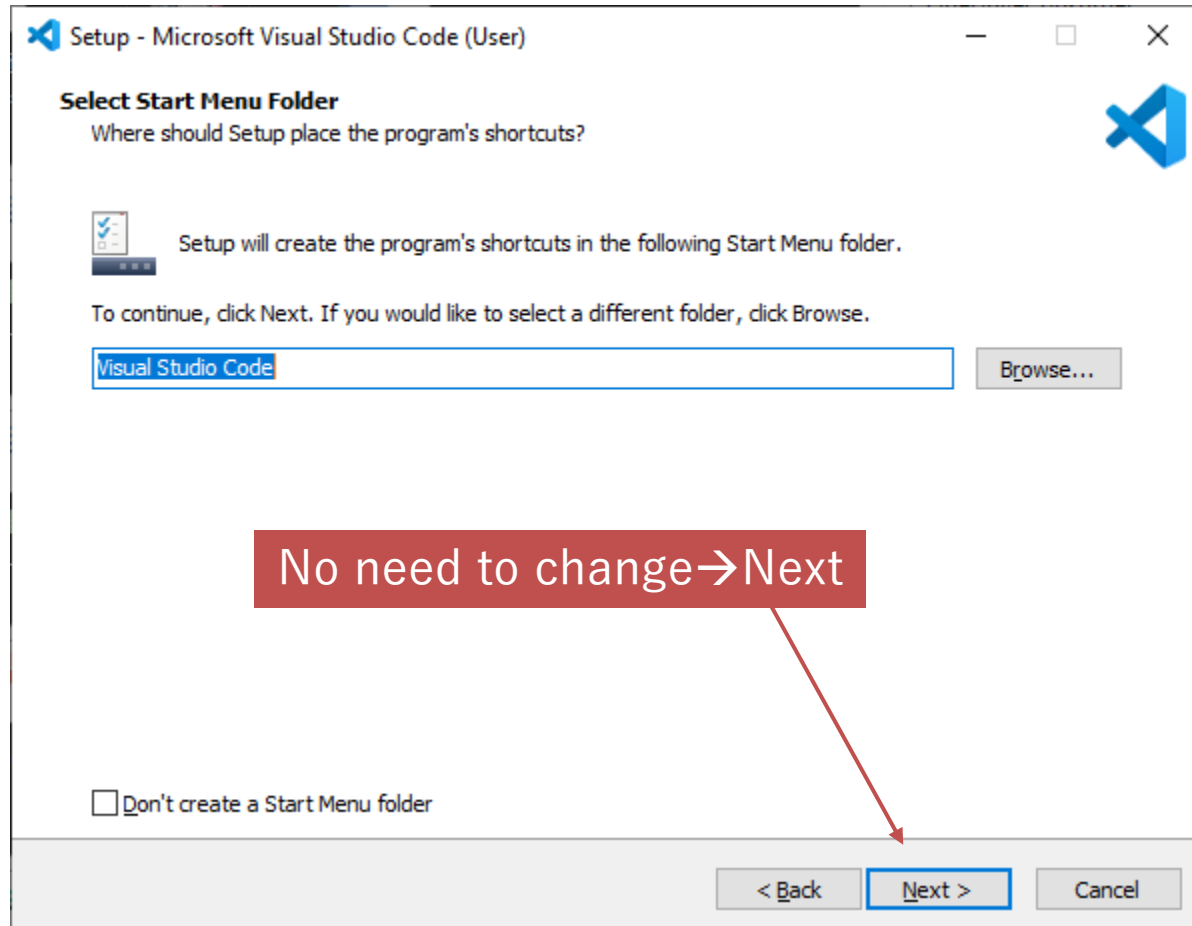 Setup - Microsoft Visual Studio Code (User)
Select Start Menu Folder
Where should Setup place the program's shortcuts?
Setup will create the program's shortcuts in the following Start Menu folder.
To continue, click Next. If you would like to select a different folder, click Browse.
Visual Studio Code
Browse...
No need to change→Next
Don't create a Start Menu folder
< Back
Next >
Cancel